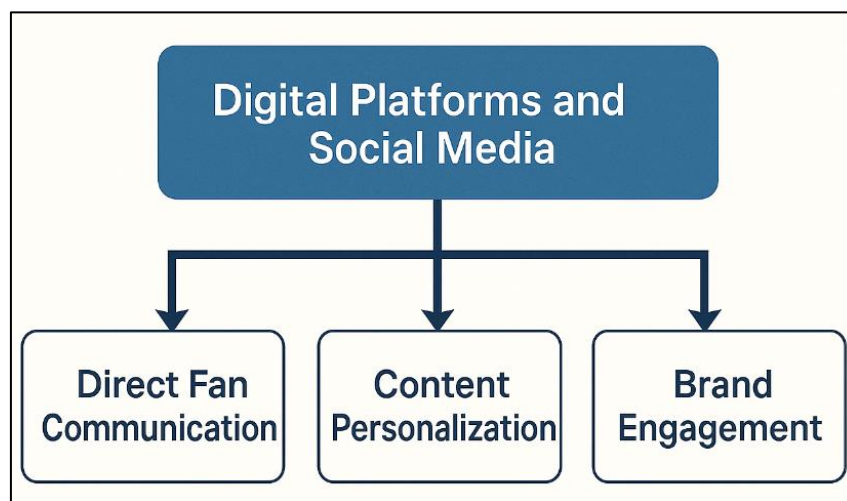 Digital Platforms and
Social Media
Direct Fan
Communication
Content
Personalization
Brand
Engagement